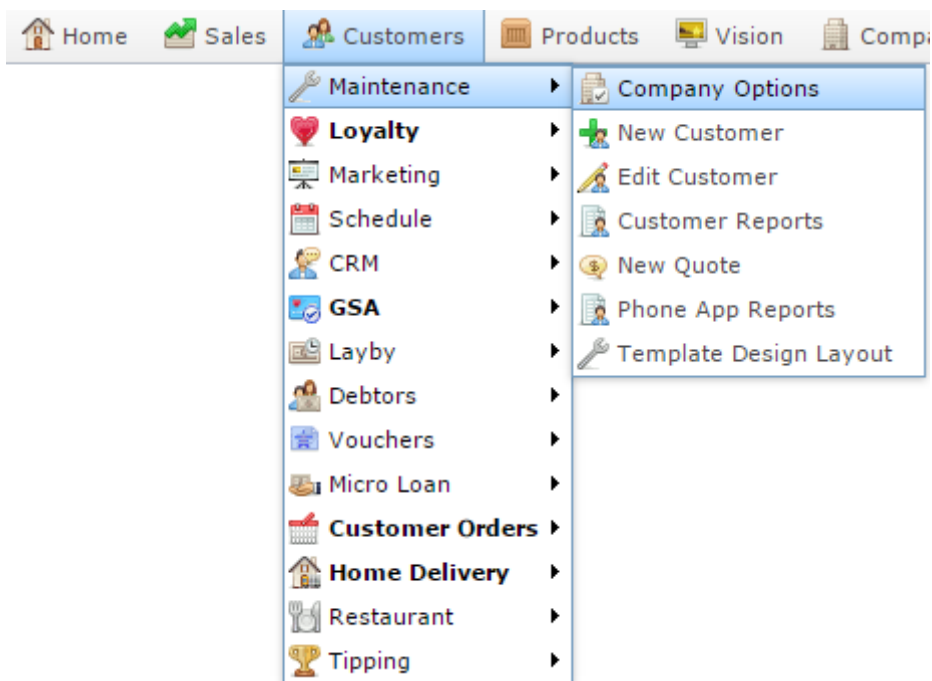 Home Sales Customers Products Vision Compa
Maintenance
Company Options
Loyalty
New Customer
Marketing
Edit Customer
Schedule
Customer Reports
CRM
New Quote
GSA
Phone App Reports
Layby
Template Design Layout
Debtors
Vouchers
Micro Loan
Customer Orders
Home Delivery
Restaurant
Tipping